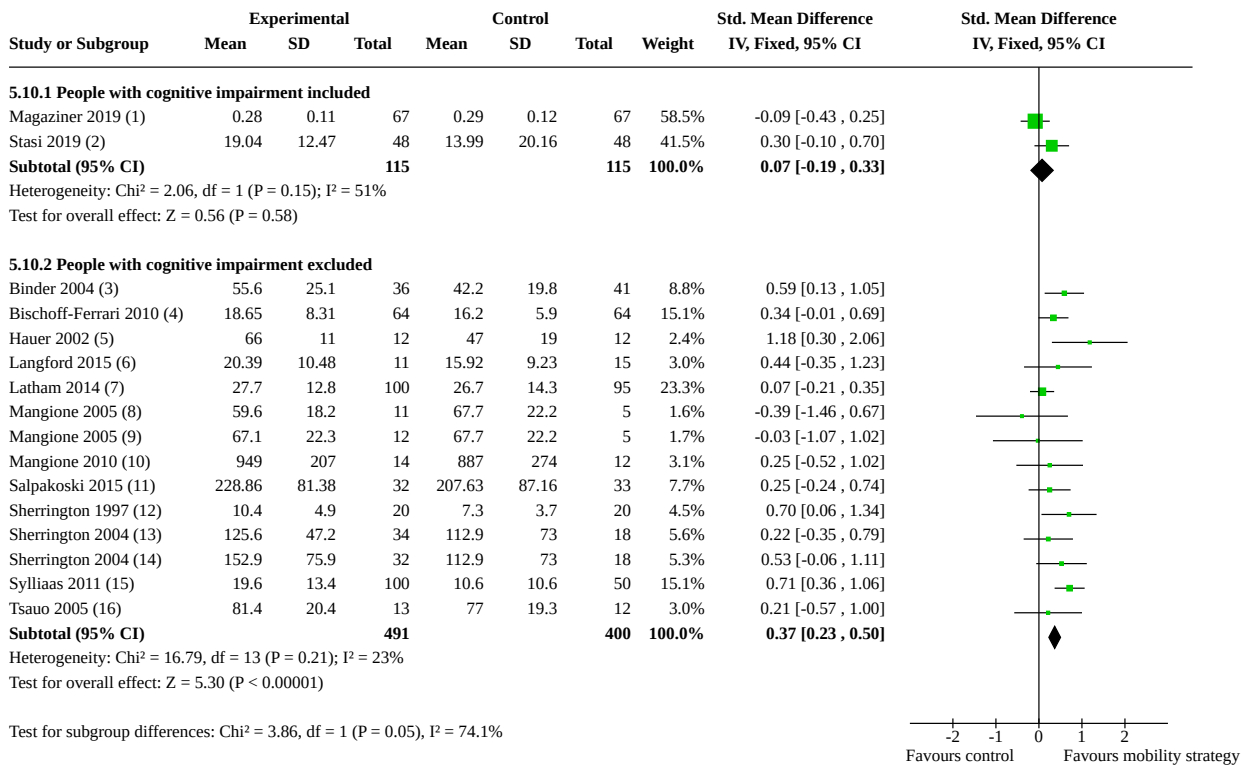 Experimental Control Std. Mean Difference Std. Mean Difference
Study or Subgroup Mean SD Total Mean SD Total Weight IV, Fixed, 95% CI IV, Fixed, 95% CI
5.10.1 People with cognitive impairment included
Magaziner 2019 (1) 0.28 0.11 67 0.29 0.12 67 58.5% -0.09 [-0.43 , 0.25]
Stasi 2019 (2) 19.04 12.47 48 13.99 20.16 48 41.5% 0.30 [-0.10 , 0.70]
Subtotal (95% CI) 115 115 100.0% 0.07 [-0.19 , 0.33]
Heterogeneity: Chi² = 2.06, df = 1 (P = 0.15); I² = 51%
Test for overall effect: Z = 0.56 (P = 0.58)
5.10.2 People with cognitive impairment excluded
Binder 2004 (3) 55.6 25.1 36 42.2 19.8 41 8.8% 0.59 [0.13 , 1.05]
Bischoff-Ferrari 2010 (4) 18.65 8.31 64 16.2 5.9 64 15.1% 0.34 [-0.01 , 0.69]
Hauer 2002 (5) 66 11 12 47 19 12 2.4% 1.18 [0.30 , 2.06]
Langford 2015 (6) 20.39 10.48 11 15.92 9.23 15 3.0% 0.44 [-0.35 , 1.23]
Latham 2014 (7) 27.7 12.8 100 26.7 14.3 95 23.3% 0.07 [-0.21 , 0.35]
Mangione 2005 (8) 59.6 18.2 11 67.7 22.2 5 1.6% -0.39 [-1.46 , 0.67]
Mangione 2005 (9) 67.1 22.3 12 67.7 22.2 5 1.7% -0.03 [-1.07 , 1.02]
Mangione 2010 (10) 949 207 14 887 274 12 3.1% 0.25 [-0.52 , 1.02]
Salpakoski 2015 (11) 228.86 81.38 32 207.63 87.16 33 7.7% 0.25 [-0.24 , 0.74]
Sherrington 1997 (12) 10.4 4.9 20 7.3 3.7 20 4.5% 0.70 [0.06 , 1.34]
Sherrington 2004 (13) 125.6 47.2 34 112.9 73 18 5.6% 0.22 [-0.35 , 0.79]
Sherrington 2004 (14) 152.9 75.9 32 112.9 73 18 5.3% 0.53 [-0.06 , 1.11]
Sylliaas 2011 (15) 19.6 13.4 100 10.6 10.6 50 15.1% 0.71 [0.36 , 1.06]
Tsauo 2005 (16) 81.4 20.4 13 77 19.3 12 3.0% 0.21 [-0.57 , 1.00]
Subtotal (95% CI) 491 400 100.0% 0.37 [0.23 , 0.50]
Heterogeneity: Chi² = 16.79, df = 13 (P = 0.21); I² = 23%
Test for overall effect: Z = 5.30 (P < 0.00001)
Test for subgroup differences: Chi² = 3.86, df = 1 (P = 0.05), I² = 74.1%
-2 -1 0 1 2
Favours control Favours mobility strategy